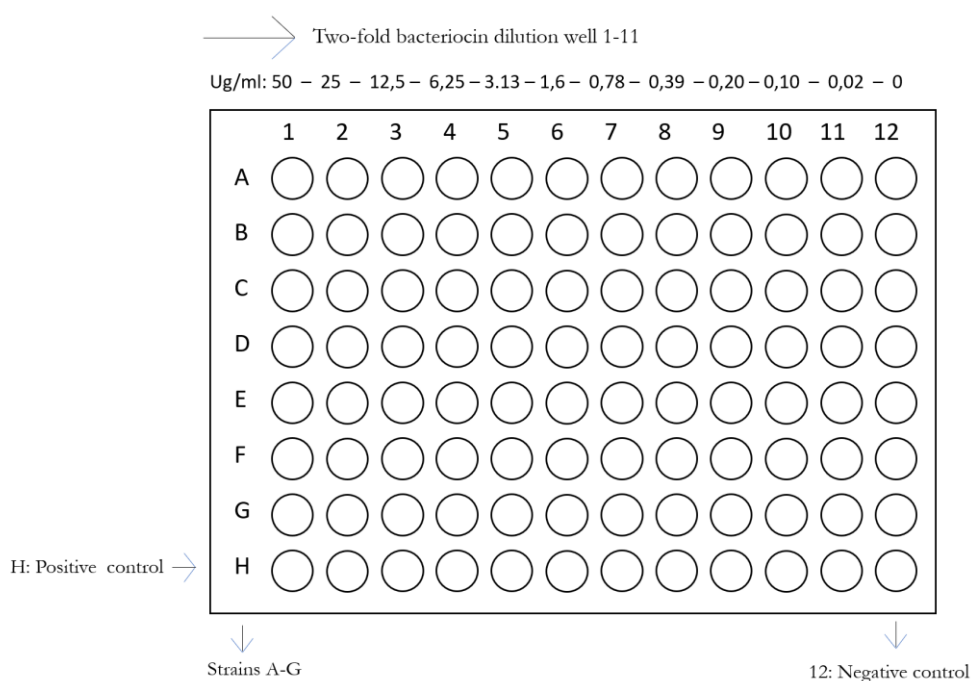 Two-fold bacteriocin dilution well 1-11
Ug/ml: 50 – 25 – 12,5 – 6,25 – 3.13 – 1,6 – 0,78 – 0,39 – 0,20 – 0,10 – 0,02 – 0
1 2 3 4 5 6 7 8 9 10 11 12
A
B
C
D
E
F
G
H: Positive control H
Strains A-G
12: Negative control